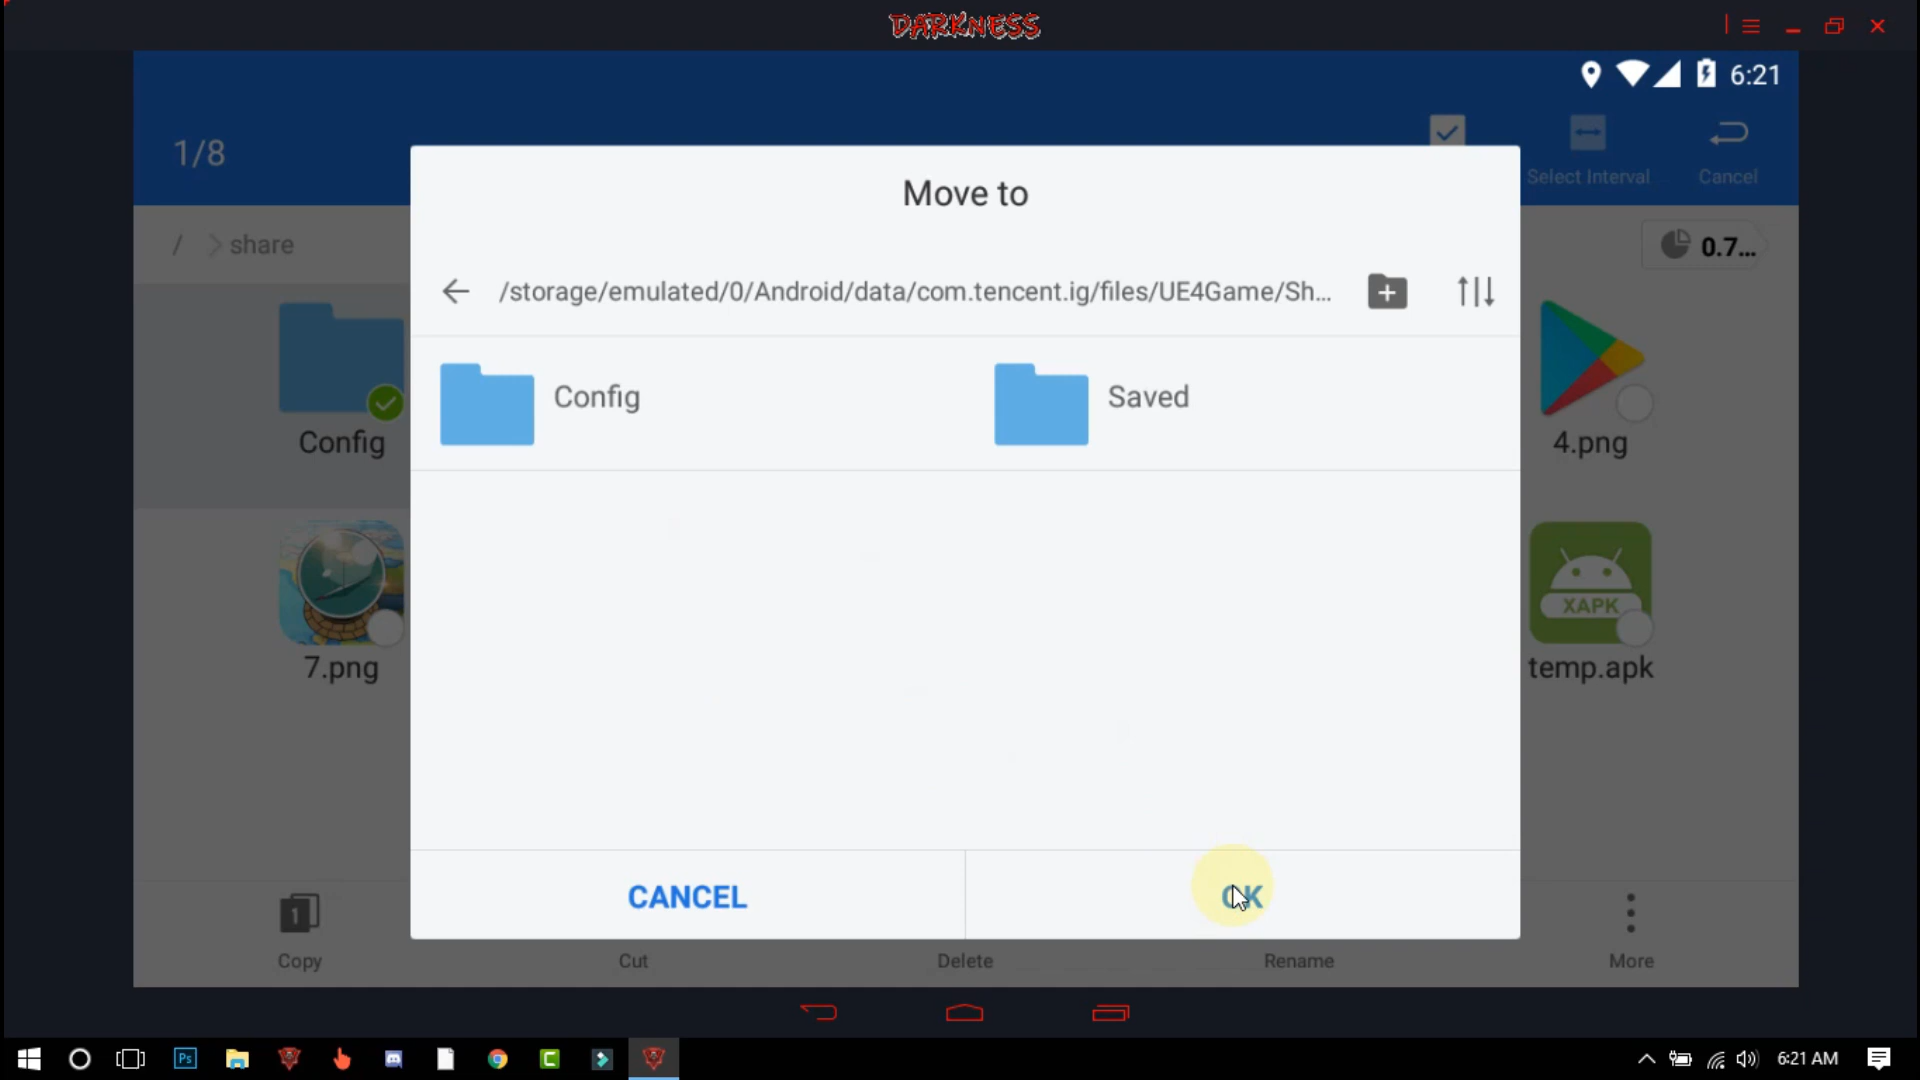 DARKNESS
6:21
1/8
Select Interval
Cancel
Move to
/ share
0.7...
/storage/emulated/0/Android/data/com.tencent.ig/files/UE4Game/Sh...
Config
Saved
Config
4.png
7.png
XAPK
temp.apk
CANCEL
OK
1
Copy
Cut
Delete
Rename
More
Ps
C
6:21 AM